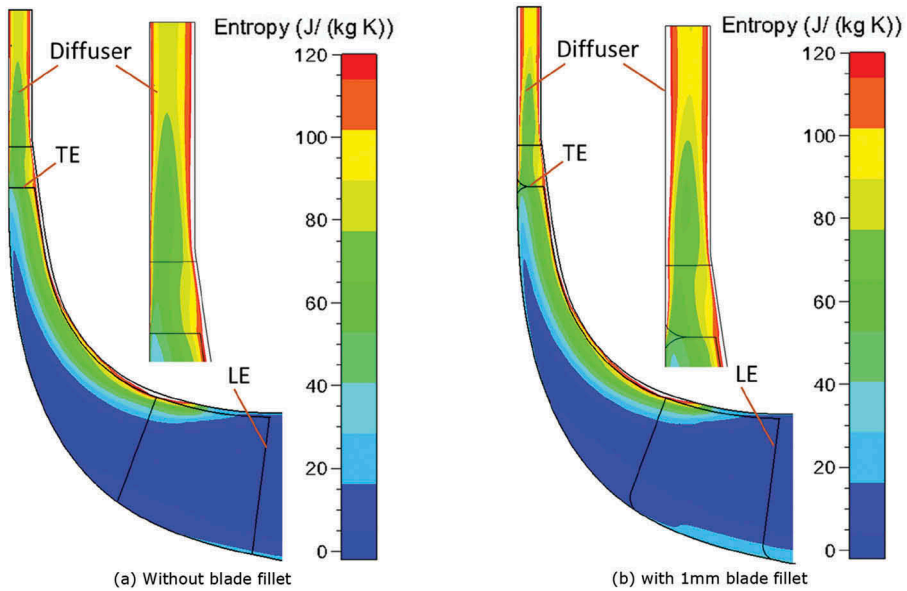 Entropy (J/ (kg K))
120
100
80
60
40
20
0
Diffuser
TE
LE
(a) Without blade fillet
Entropy (J/ (kg K))
120
100
80
60
40
20
0
Diffuser
TE
LE
(b) with 1mm blade fillet